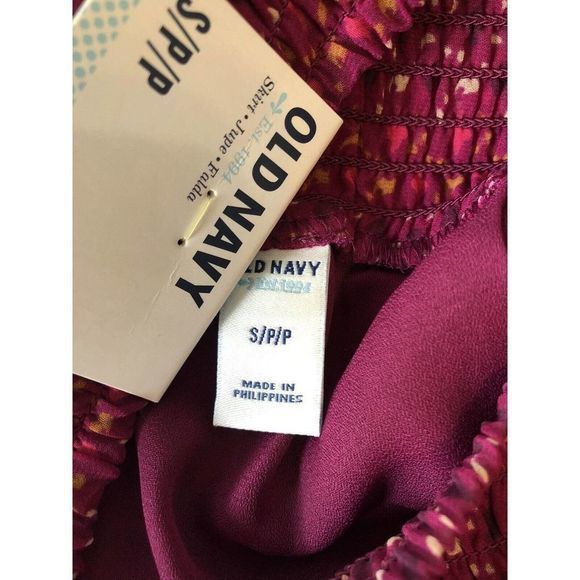 S/P/P
OLD NAVY
Est. 1994
Skirt • Jupe • Falda
LD NAVY
EST. 1994
S/P/P
MADE IN
PHILIPPINES